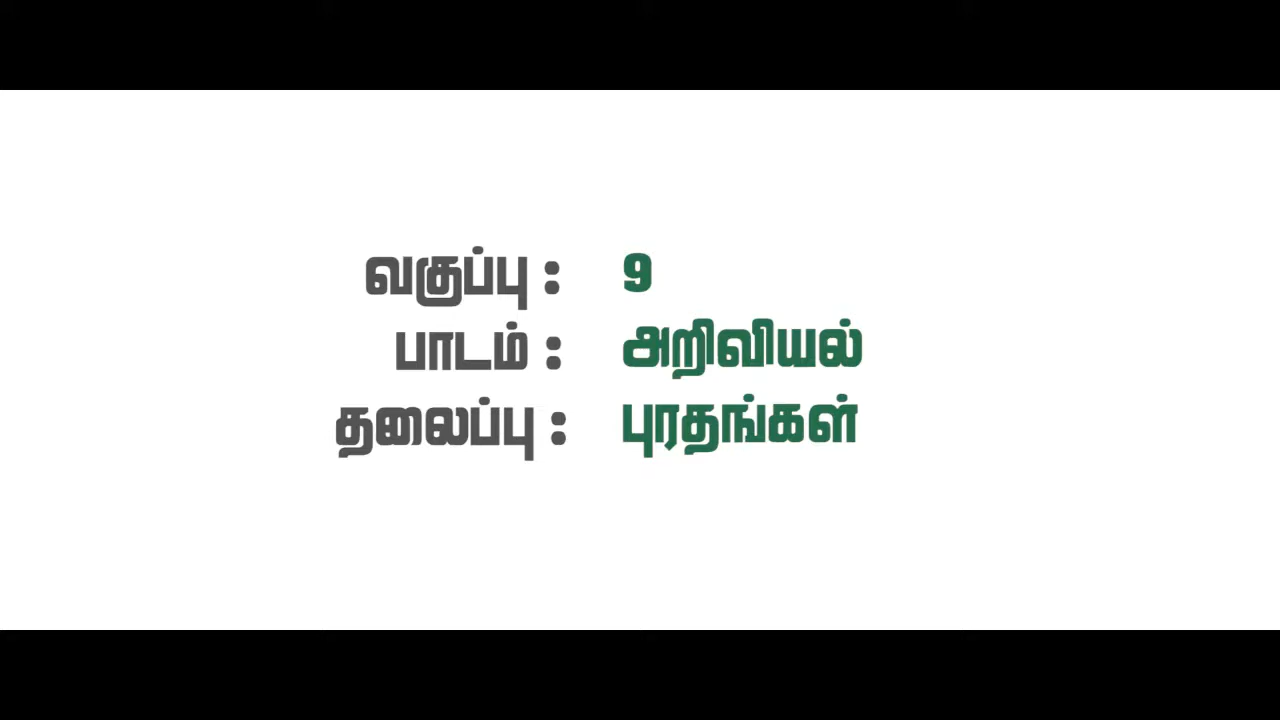 வகுப்பு : 9
பாடம் : அறிவியல்
தலைப்பு : புரதங்கள்